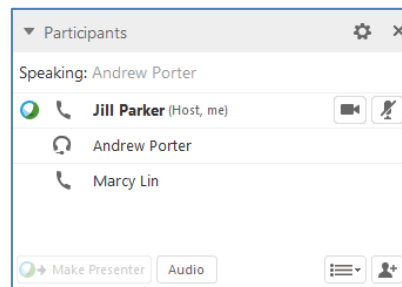 Participants
Speaking: Andrew Porter
Jill Parker (Host, me)
Andrew Porter
Marcy Lin
Make Presenter Audio